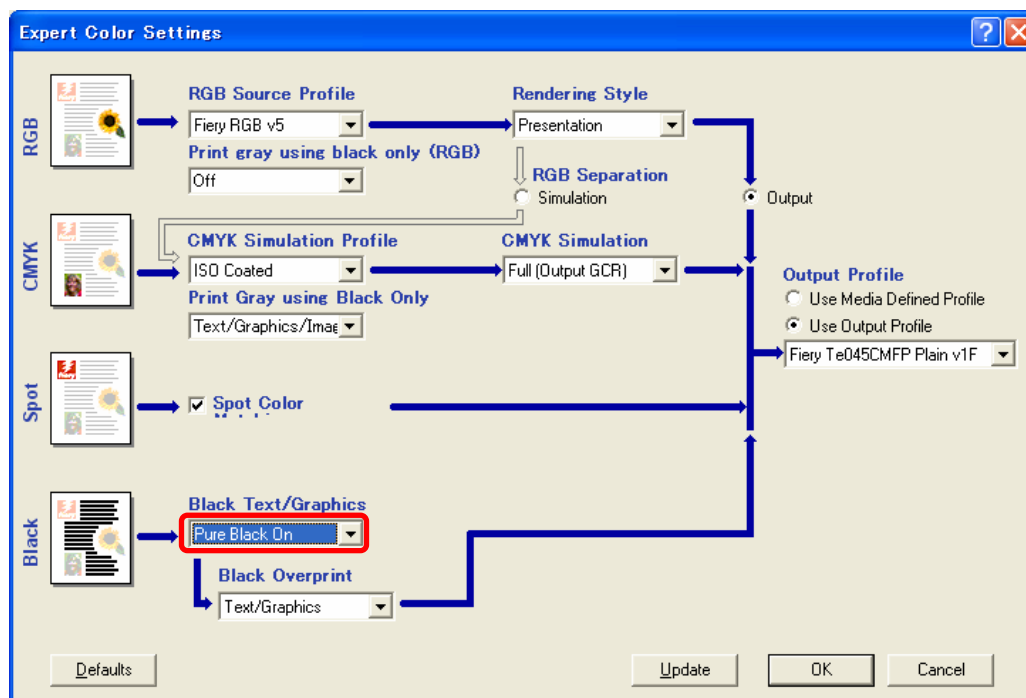 Expert Color Settings
RGB
RGB Source Profile
Fiery RGB v5
Print gray using black only (RGB)
Off
Rendering Style
Presentation
RGB Separation
Simulation
Output
CMYK
CMYK Simulation Profile
ISO Coated
Print Gray using Black Only
Text/Graphics/Imag
CMYK Simulation
Full (Output GCR)
Output Profile
Use Media Defined Profile
Use Output Profile
Fiery Te045CMFP Plain v1F
Spot
Spot Color
Black
Black Text/Graphics
Pure Black On
Black Overprint
Text/Graphics
Defaults
Update
OK
Cancel